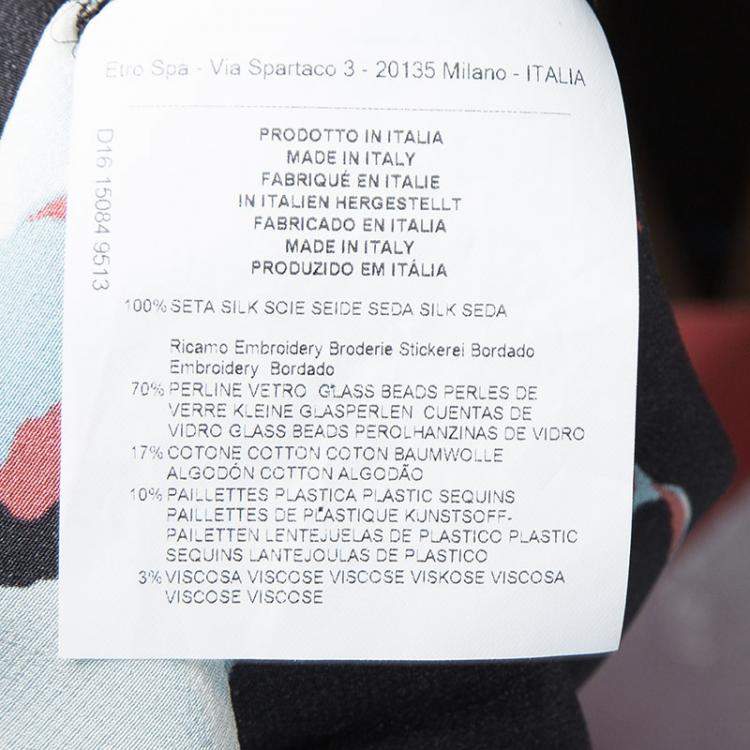 Etro Spa - Via Spartaco 3 - 20135 Milano - ITALIA
D16 15084 9513
PRODOTTO IN ITALIA
MADE IN ITALY
FABRIQUÉ EN ITALIE
IN ITALIEN HERGESTELLT
FABRICADO EN ITALIA
MADE IN ITALY
PRODUZIDO EM ITÁLIA
100% SETA SILK SOIE SEIDE SEDA SILK SEDA
Ricamo Embroidery Broderie Stickerei Bordado
Embroidery Bordado
70% PERLINE VETRO GLASS BEADS PERLES DE
VERRE KLEINE GLASPERLEN CUENTAS DE
VIDRO GLASS BEADS PEROLHANZINAS DE VIDRO
17% COTONE COTTON COTON BAUMWOLLE
ALGODÓN COTTON ALGODÃO
10% PAILLETTES PLASTICA PLASTIC SEQUINS
PAILLETTES DE PLASTIQUE KUNSTSOFF-
PAILETTEN LENTEJUELAS DE PLASTICO PLASTIC
SEQUINS LANTEJOULAS DE PLASTICO
3% VISCOSA VISCOSE VISCOSE VISKOSE VISCOSA
VISCOSE VISCOSE